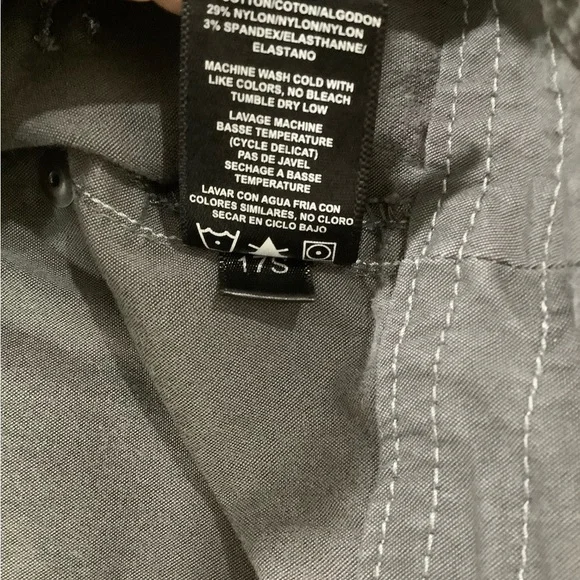 COTTON/COTON/ALGODON
29% NYLON/NYLON/NYLON
3% SPANDEX/ELASTHANNE/
ELASTANO
MACHINE WASH COLD WITH
LIKE COLORS, NO BLEACH
TUMBLE DRY LOW
LAVAGE MACHINE
BASSE TEMPERATURE
(CYCLE DELICAT)
PAS DE JAVEL
SECHAGE A BASSE
TEMPERATURE
LAVAR CON AGUA FRIA CON
COLORES SIMILARES, NO CLORO
SECAR EN CICLO BAJO
17S